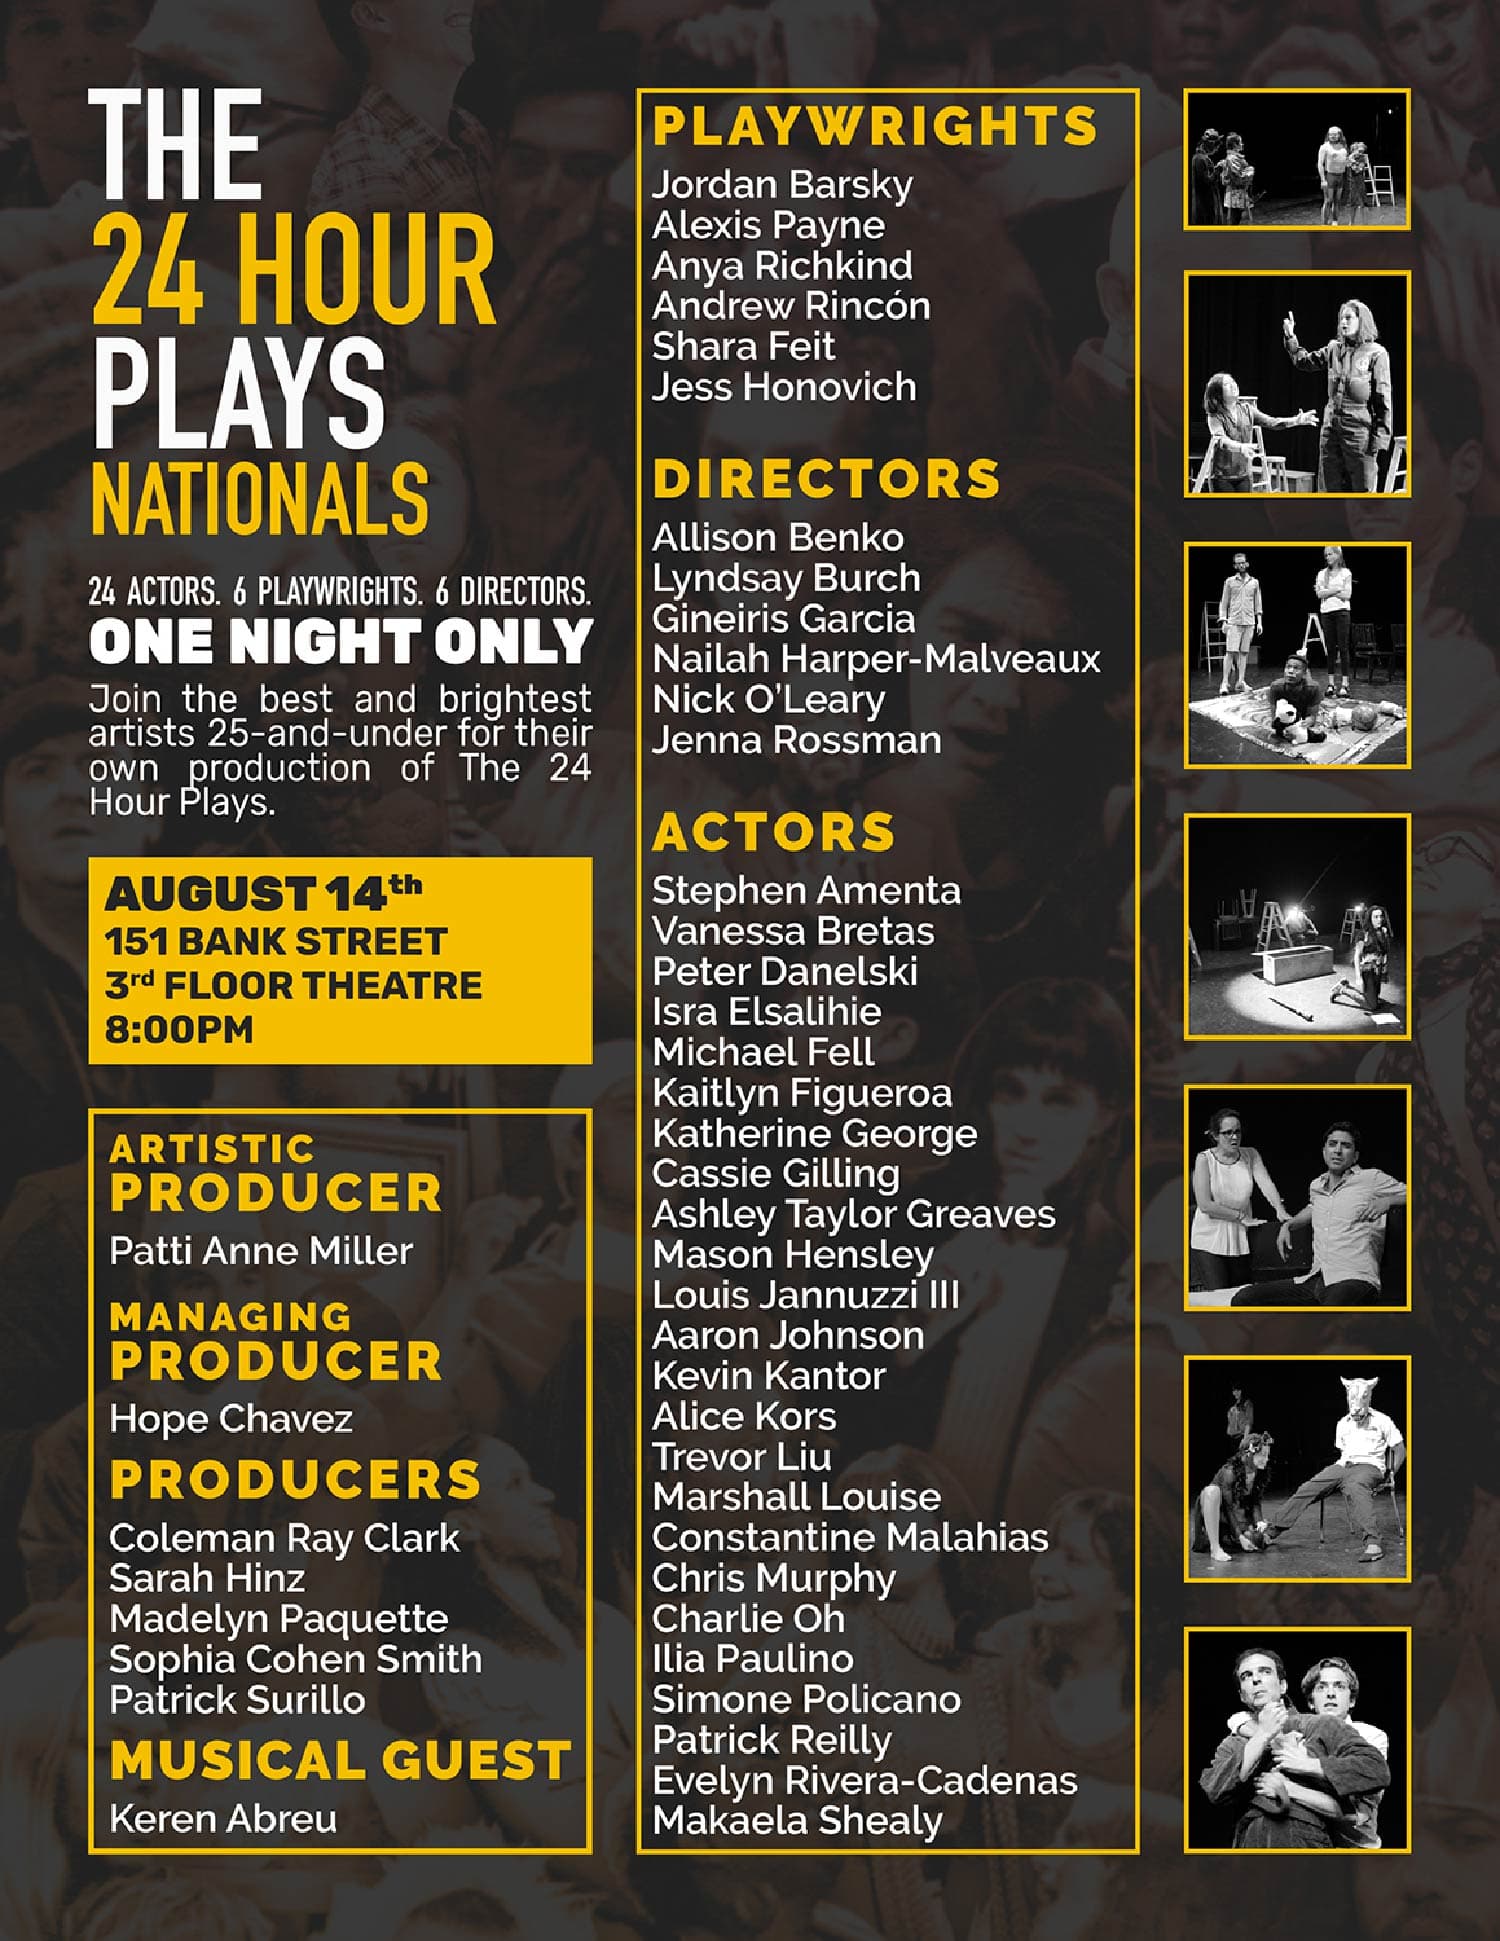 THE
24 HOUR
PLAYS
NATIONALS
24 ACTORS. 6 PLAYWRIGHTS. 6 DIRECTORS.
ONE NIGHT ONLY
Join the best and brightest
artists 25-and-under for their
own production of The 24
Hour Plays.
AUGUST 14th
151 BANK STREET
3rd FLOOR THEATRE
8:00PM
ARTISTIC
PRODUCER
Patti Anne Miller
MANAGING
PRODUCER
Hope Chavez
PRODUCERS
Coleman Ray Clark
Sarah Hinz
Madelyn Paquette
Sophia Cohen Smith
Patrick Surillo
MUSICAL GUEST
Keren Abreu
PLAYWRIGHTS
Jordan Barsky
Alexis Payne
Anya Richkind
Andrew Rincón
Shara Feit
Jess Honovich
DIRECTORS
Allison Benko
Lyndsay Burch
Gineiris Garcia
Nailah Harper-Malveaux
Nick O'Leary
Jenna Rossman
ACTORS
Stephen Amenta
Vanessa Bretas
Peter Danelski
Isra Elsalihie
Michael Fell
Kaitlyn Figueroa
Katherine George
Cassie Gilling
Ashley Taylor Greaves
Mason Hensley
Louis Jannuzzi III
Aaron Johnson
Kevin Kantor
Alice Kors
Trevor Liu
Marshall Louise
Constantine Malahias
Chris Murphy
Charlie Oh
Ilia Paulino
Simone Policano
Patrick Reilly
Evelyn Rivera-Cadenas
Makaela Shealy